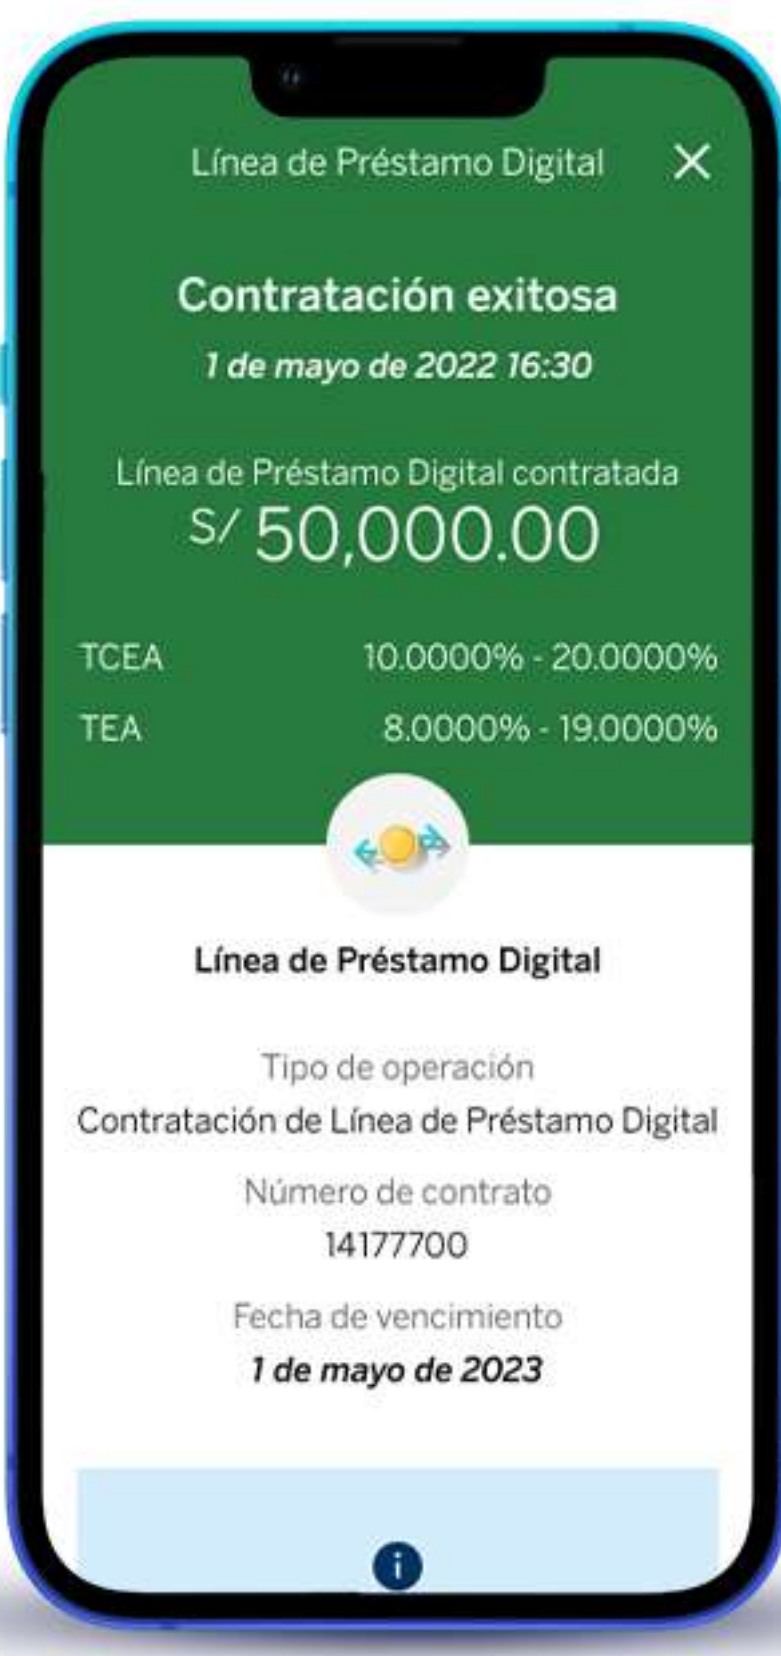 Línea de Préstamo Digital
Contratación exitosa
1 de mayo de 2022 16:30
Línea de Préstamo Digital contratada
S/ 50,000.00
TCEA 10.0000% - 20.0000%
TEA 8.0000% - 19.0000%
Línea de Préstamo Digital
Tipo de operación
Contratación de Línea de Préstamo Digital
Número de contrato
14177700
Fecha de vencimiento
1 de mayo de 2023
i